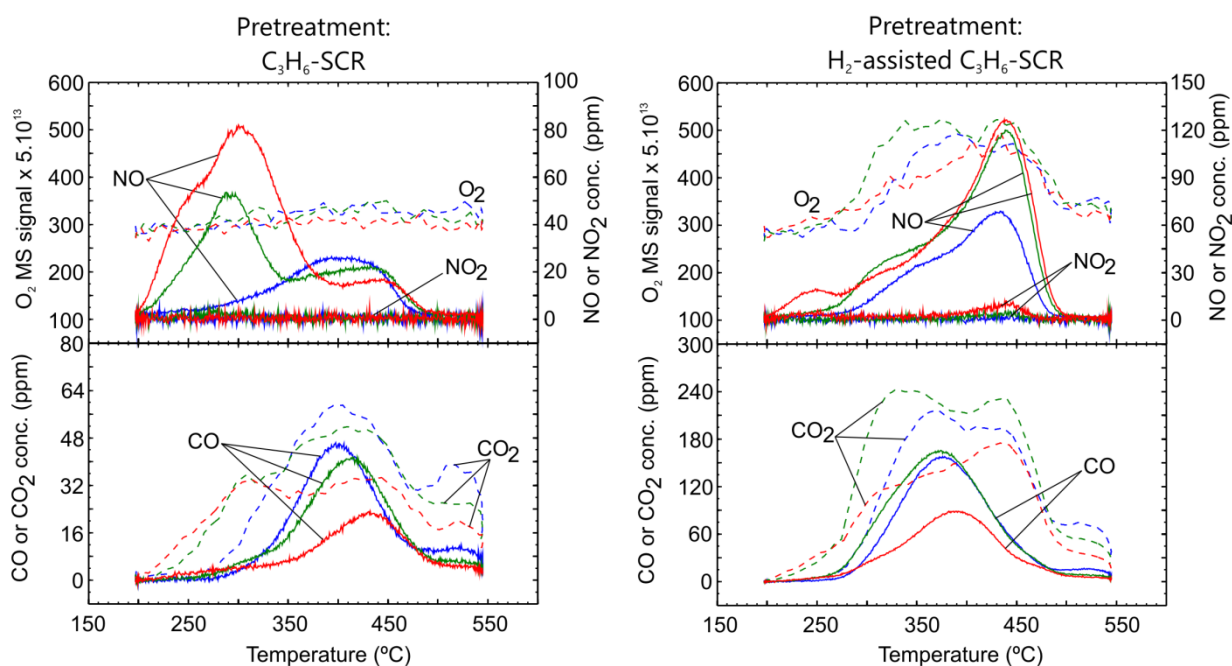 Pretreatment:
C₃H₆-SCR
600
500
400
300
200
100
O₂ MS signal x 5.10¹³
100
80
60
40
20
0
NO or NO₂ conc. (ppm)
NO
O₂
NO₂
80
64
48
32
16
0
CO or CO₂ conc. (ppm)
CO
CO₂
150 250 350 450 550
Temperature (ºC)
Pretreatment:
H₂-assisted C₃H₆-SCR
600
500
400
300
200
100
O₂ MS signal x 5.10¹³
150
120
90
60
30
0
NO or NO₂ conc. (ppm)
O₂
NO
NO₂
300
240
180
120
60
0
CO or CO₂ conc. (ppm)
CO₂
CO
150 250 350 450 550
Temperature (ºC)